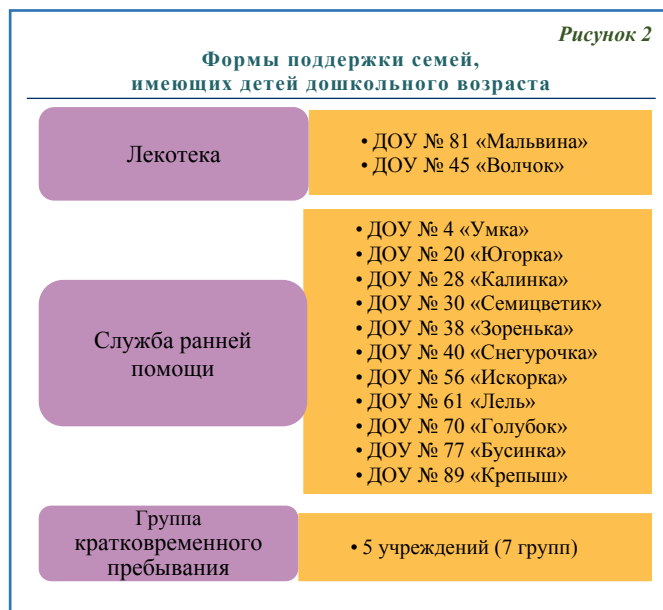 Рисунок 2
Формы поддержки семей,
имеющих детей дошкольного возраста
Лекотека
• ДОУ № 81 «Мальвина»
• ДОУ № 45 «Волчок»
Служба ранней
помощи
• ДОУ № 4 «Умка»
• ДОУ № 20 «Югорка»
• ДОУ № 28 «Калинка»
• ДОУ № 30 «Семицветик»
• ДОУ № 38 «Зоренька»
• ДОУ № 40 «Снегурочка»
• ДОУ № 56 «Искорка»
• ДОУ № 61 «Лель»
• ДОУ № 70 «Голубок»
• ДОУ № 77 «Бусинка»
• ДОУ № 89 «Крепыш»
Группа
кратковременного
пребывания
• 5 учреждений (7 групп)